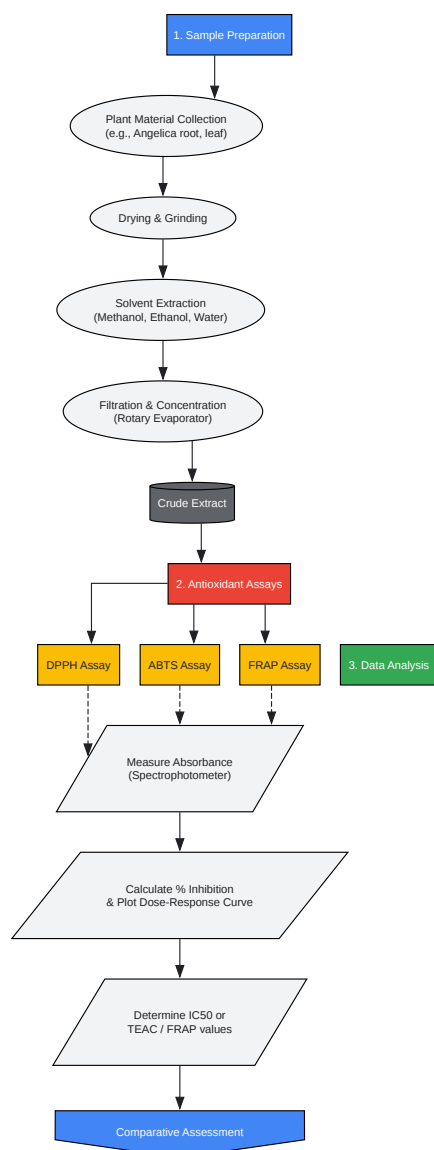 1. Sample Preparation
Plant Material Collection
(e.g., Angelica root, leaf)
Drying & Grinding
Solvent Extraction
(Methanol, Ethanol, Water)
Filtration & Concentration
(Rotary Evaporator)
Crude Extract
2. Antioxidant Assays
DPPH Assay
ABTS Assay
FRAP Assay
3. Data Analysis
Measure Absorbance
(Spectrophotometer)
Calculate % Inhibition
& Plot Dose-Response Curve
Determine IC50 or
TEAC / FRAP values
Comparative Assessment